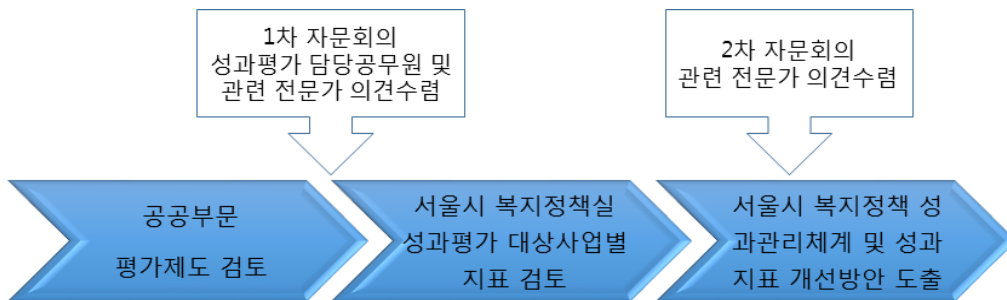 1차 자문회의
성과평가 담당공무원 및
관련 전문가 의견수렴
2차 자문회의
관련 전문가 의견수렴
공공부문
평가제도 검토
서울시 복지정책실
성과평가 대상사업별
지표 검토
서울시 복지정책 성
과관리체계 및 성과
지표 개선방안 도출